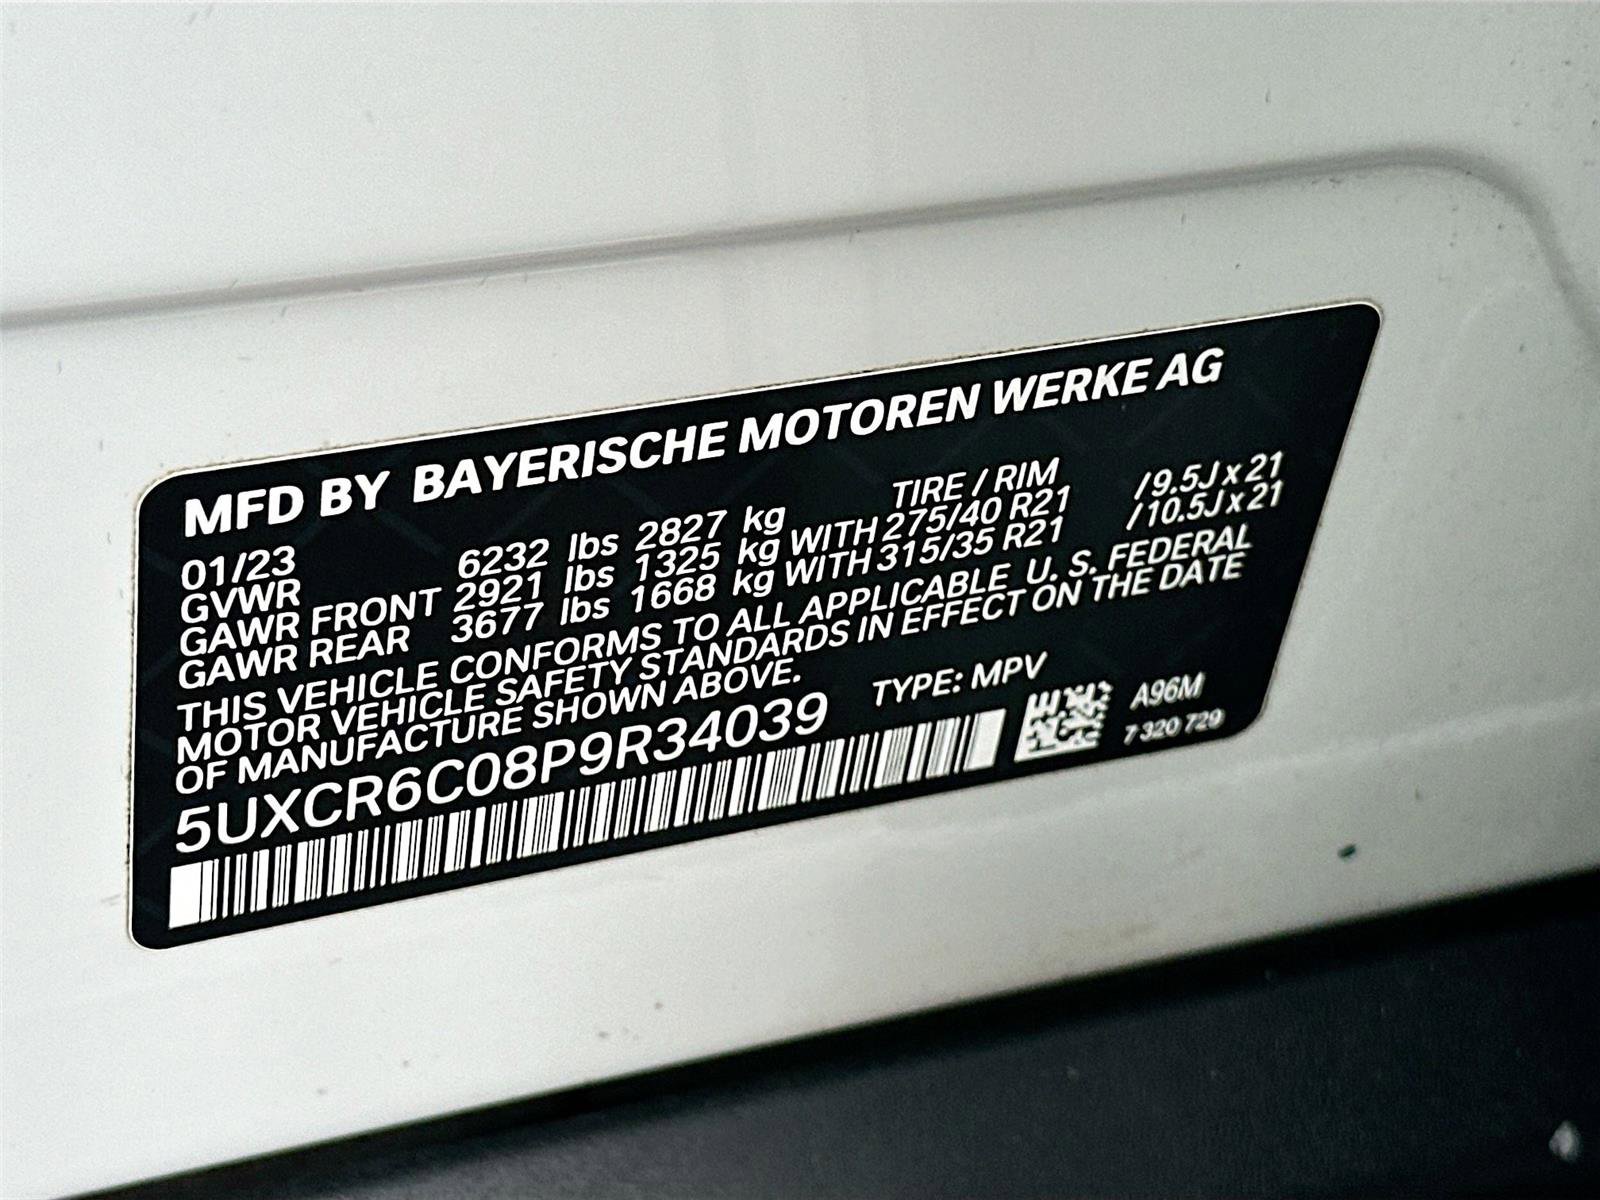 MFD BY BAYERISCHE MOTOREN WERKE AG
01/23 TIRE / RIM
GVWR 6232 lbs 2827 kg
GAWR FRONT 2921 lbs 1325 kg WITH 275/40 R21 / 9.5J x 21
GAWR REAR 3677 lbs 1668 kg WITH 315/35 R21 / 10.5J x 21
THIS VEHICLE CONFORMS TO ALL APPLICABLE U. S. FEDERAL
MOTOR VEHICLE SAFETY STANDARDS IN EFFECT ON THE DATE
OF MANUFACTURE SHOWN ABOVE.
5UXCR6C08P9R34039 TYPE: MPV
A96M
7 320 729